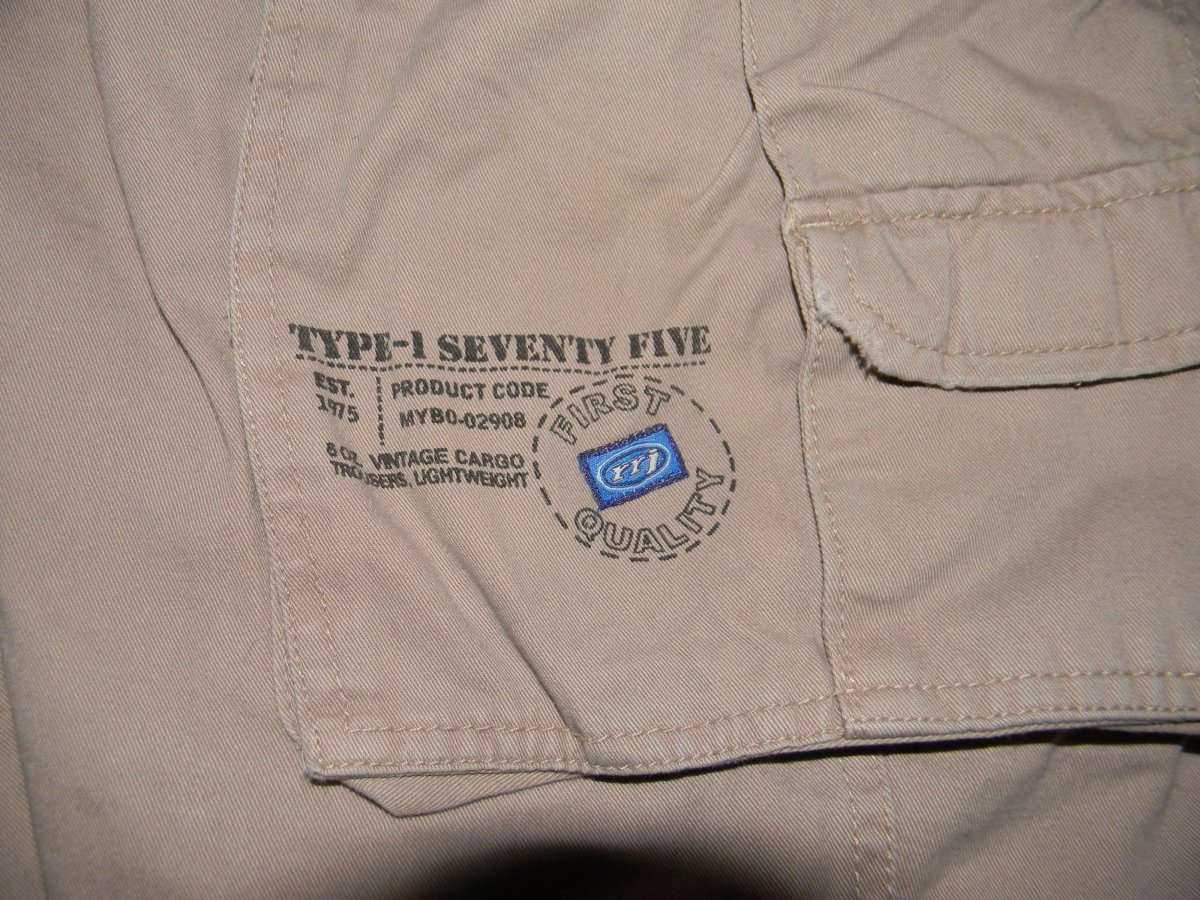 TYPE-1 SEVENTY FIVE
EST.
1975
PRODUCT CODE
MYB0-02908
8 OZ. VINTAGE CARGO
TROUSERS, LIGHTWEIGHT
FIRST
rrj
QUALITY